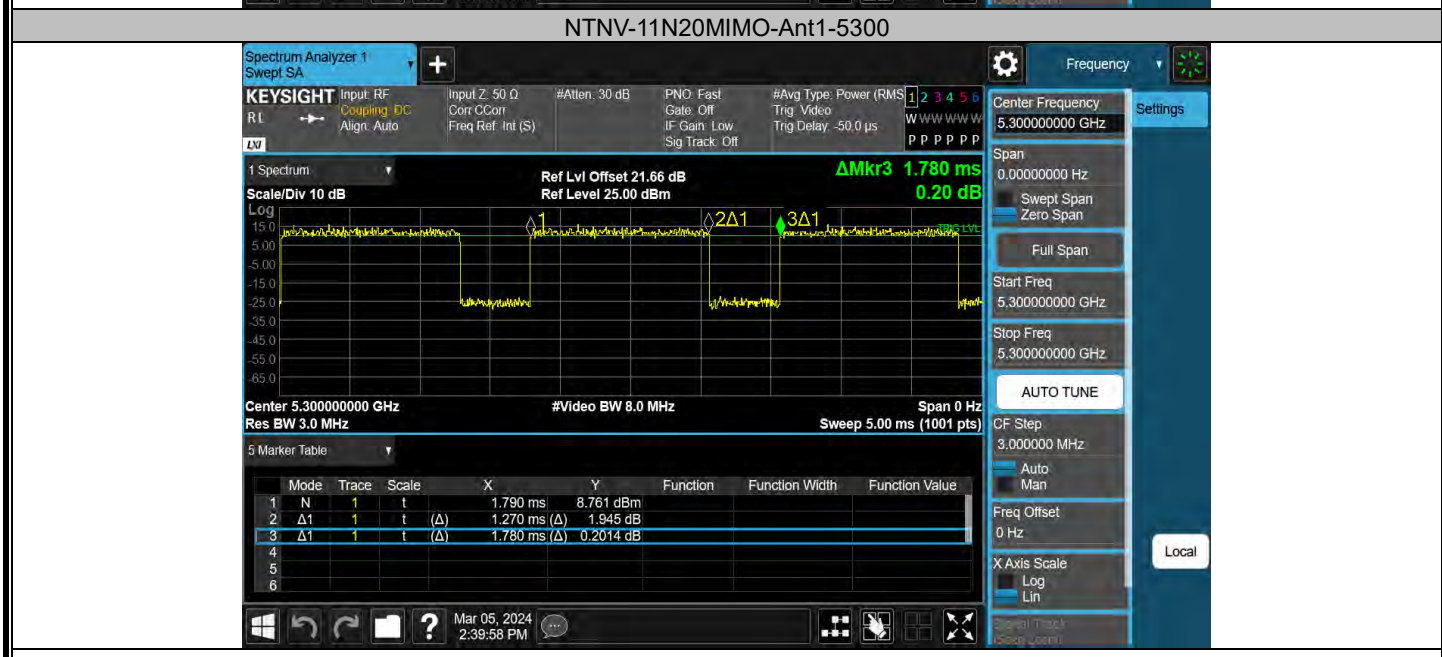 NTNV-11N20MIMO-Ant1-5300
Spectrum Analyzer 1
Swept SA
+
Frequency
KEYSIGHT
RL
LXI
Input: RF
Coupling: DC
Align: Auto
Input Z: 50 Ω
Corr CCorr
Freq Ref: Int (S)
#Atten: 30 dB
PNO: Fast
Gate: Off
IF Gain: Low
Sig Track: Off
#Avg Type: Power (RMS
Trig: Video
Trig Delay: -50.0 µs
1 2 3 4 5 6
W W W W W W
P P P P P P
Center Frequency
5.300000000 GHz
Settings
Span
0.00000000 Hz
Swept Span
Zero Span
Full Span
Start Freq
5.300000000 GHz
Stop Freq
5.300000000 GHz
AUTO TUNE
CF Step
3.000000 MHz
Auto
Man
Freq Offset
0 Hz
X Axis Scale
Log
Lin
Signal Track
(Span Zoom)
Local
1 Spectrum
Scale/Div 10 dB
Log
Ref Lvl Offset 21.66 dB
Ref Level 25.00 dBm
ΔMkr3 1.780 ms
0.20 dB
1
2Δ1
3Δ1
TRIG LVL
15.0
5.00
-5.00
-15.0
-25.0
-35.0
-45.0
-55.0
-65.0
Center 5.300000000 GHz
#Video BW 8.0 MHz
Span 0 Hz
Res BW 3.0 MHz
Sweep 5.00 ms (1001 pts)
5 Marker Table
Mode Trace Scale X Y Function Function Width Function Value
1 N 1 t 1.790 ms 8.761 dBm
2 Δ1 1 t (Δ) 1.270 ms (Δ) 1.945 dB
3 Δ1 1 t (Δ) 1.780 ms (Δ) 0.2014 dB
4
5
6
?
Mar 05, 2024
2:39:58 PM